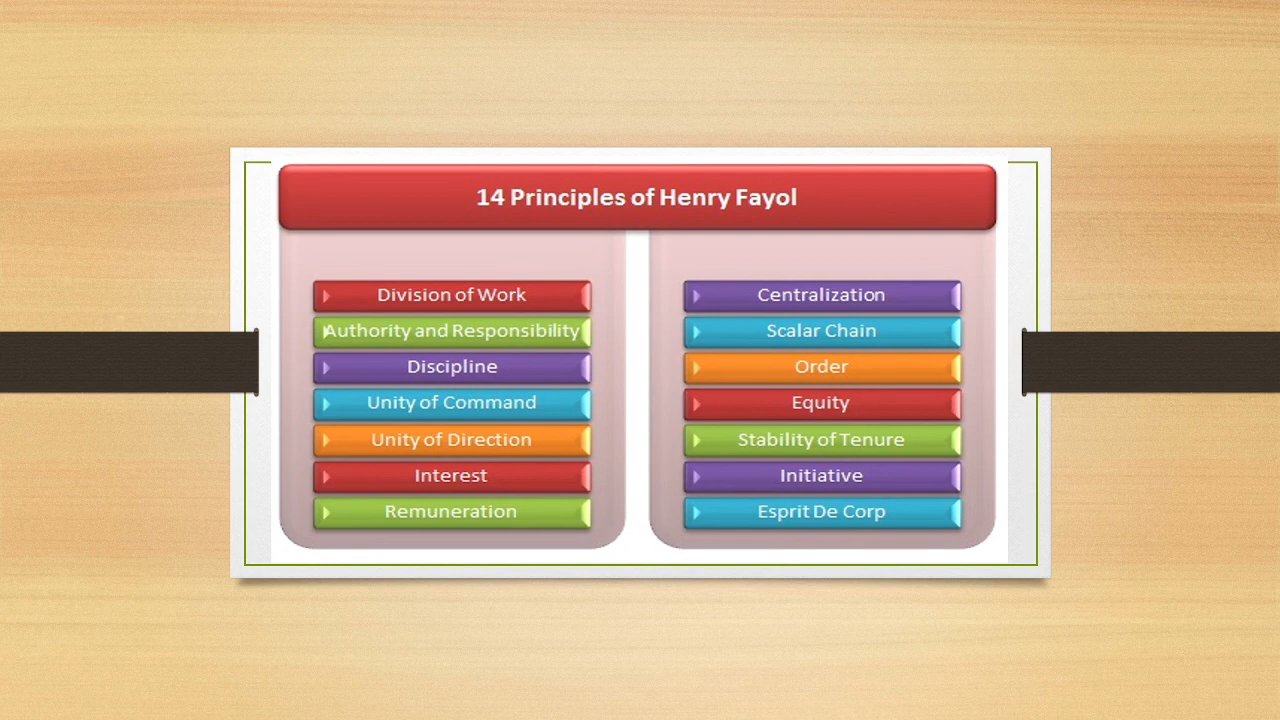 14 Principles of Henry Fayol
Division of Work
Authority and Responsibility
Discipline
Unity of Command
Unity of Direction
Interest
Remuneration
Centralization
Scalar Chain
Order
Equity
Stability of Tenure
Initiative
Esprit De Corp